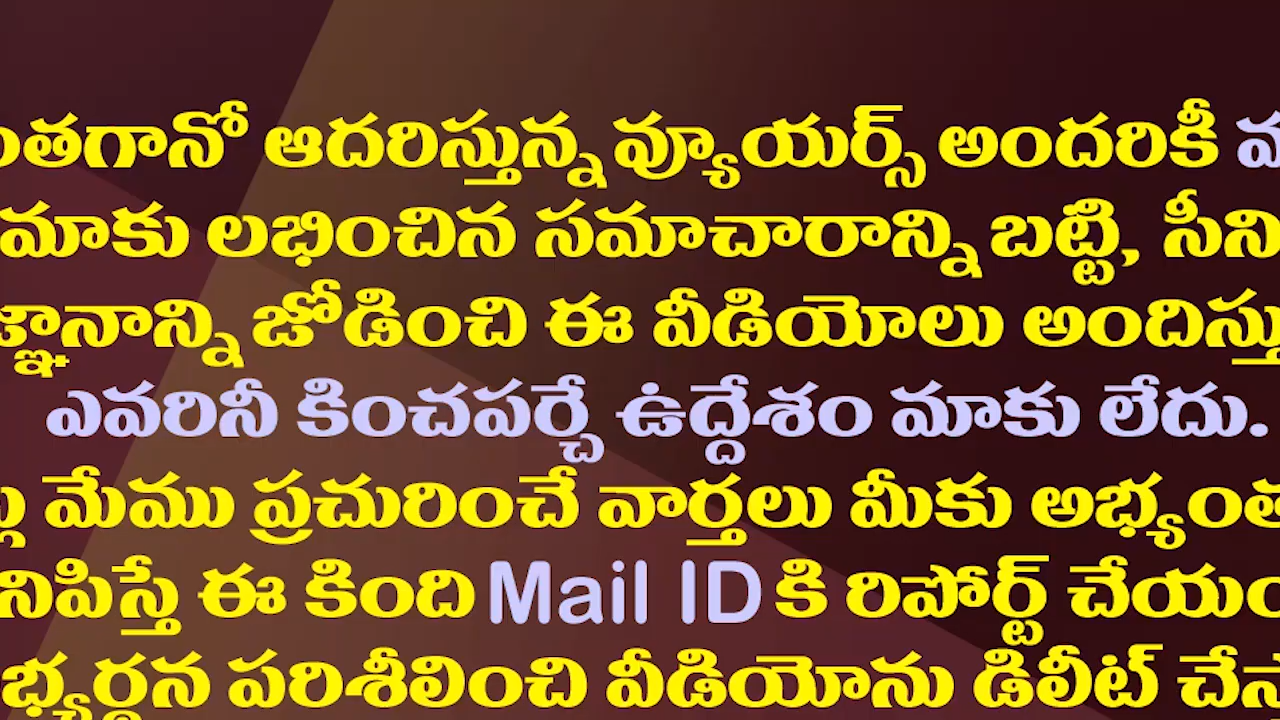 ంతగానో ఆదరిస్తున్న వ్యూయర్స్ అందరికీ
మాకు లభించిన సమాచారాన్ని బట్టి, సీని
జ్ఞానాన్ని జోడించి ఈ వీడియోలు అందిస్తు
ఎవరినీ కించపర్చే ఉద్దేశం మాకు లేదు.
మేము ప్రచురించే వార్తలు మీకు అభ్యంత
నిపిస్తే ఈ కింది Mail ID కి రిపోర్ట్ చేయం
భ్యర్థన పరిశీలించి వీడియోను డిలీట్ చేస